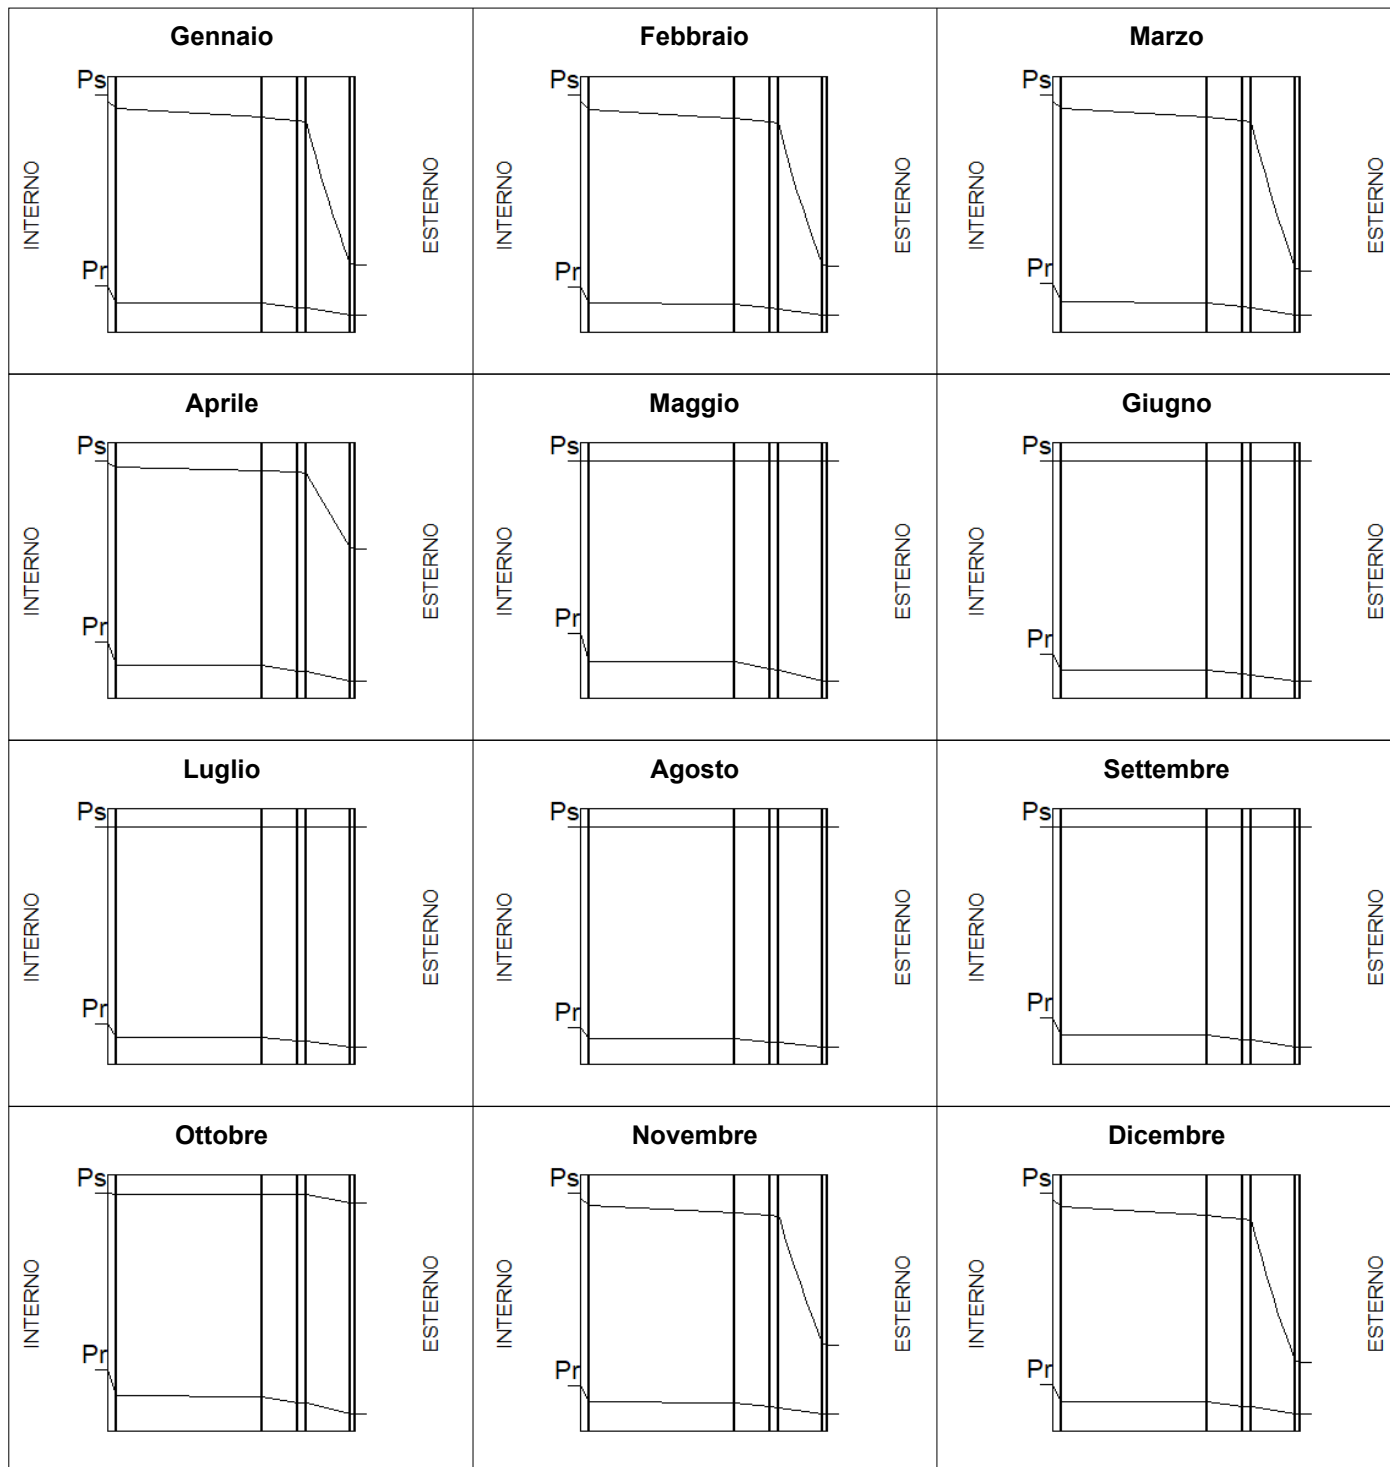 Gennaio
Febbraio
Marzo
Ps
Ps
Ps
INTERNO
ESTERNO
INTERNO
ESTERNO
INTERNO
ESTERNO
Pr
Pr
Pr
Aprile
Maggio
Giugno
Ps
Ps
Ps
INTERNO
ESTERNO
INTERNO
ESTERNO
INTERNO
ESTERNO
Pr
Pr
Pr
Luglio
Agosto
Settembre
Ps
Ps
Ps
INTERNO
ESTERNO
INTERNO
ESTERNO
INTERNO
ESTERNO
Pr
Pr
Pr
Ottobre
Novembre
Dicembre
Ps
Ps
Ps
INTERNO
ESTERNO
INTERNO
ESTERNO
INTERNO
ESTERNO
Pr
Pr
Pr